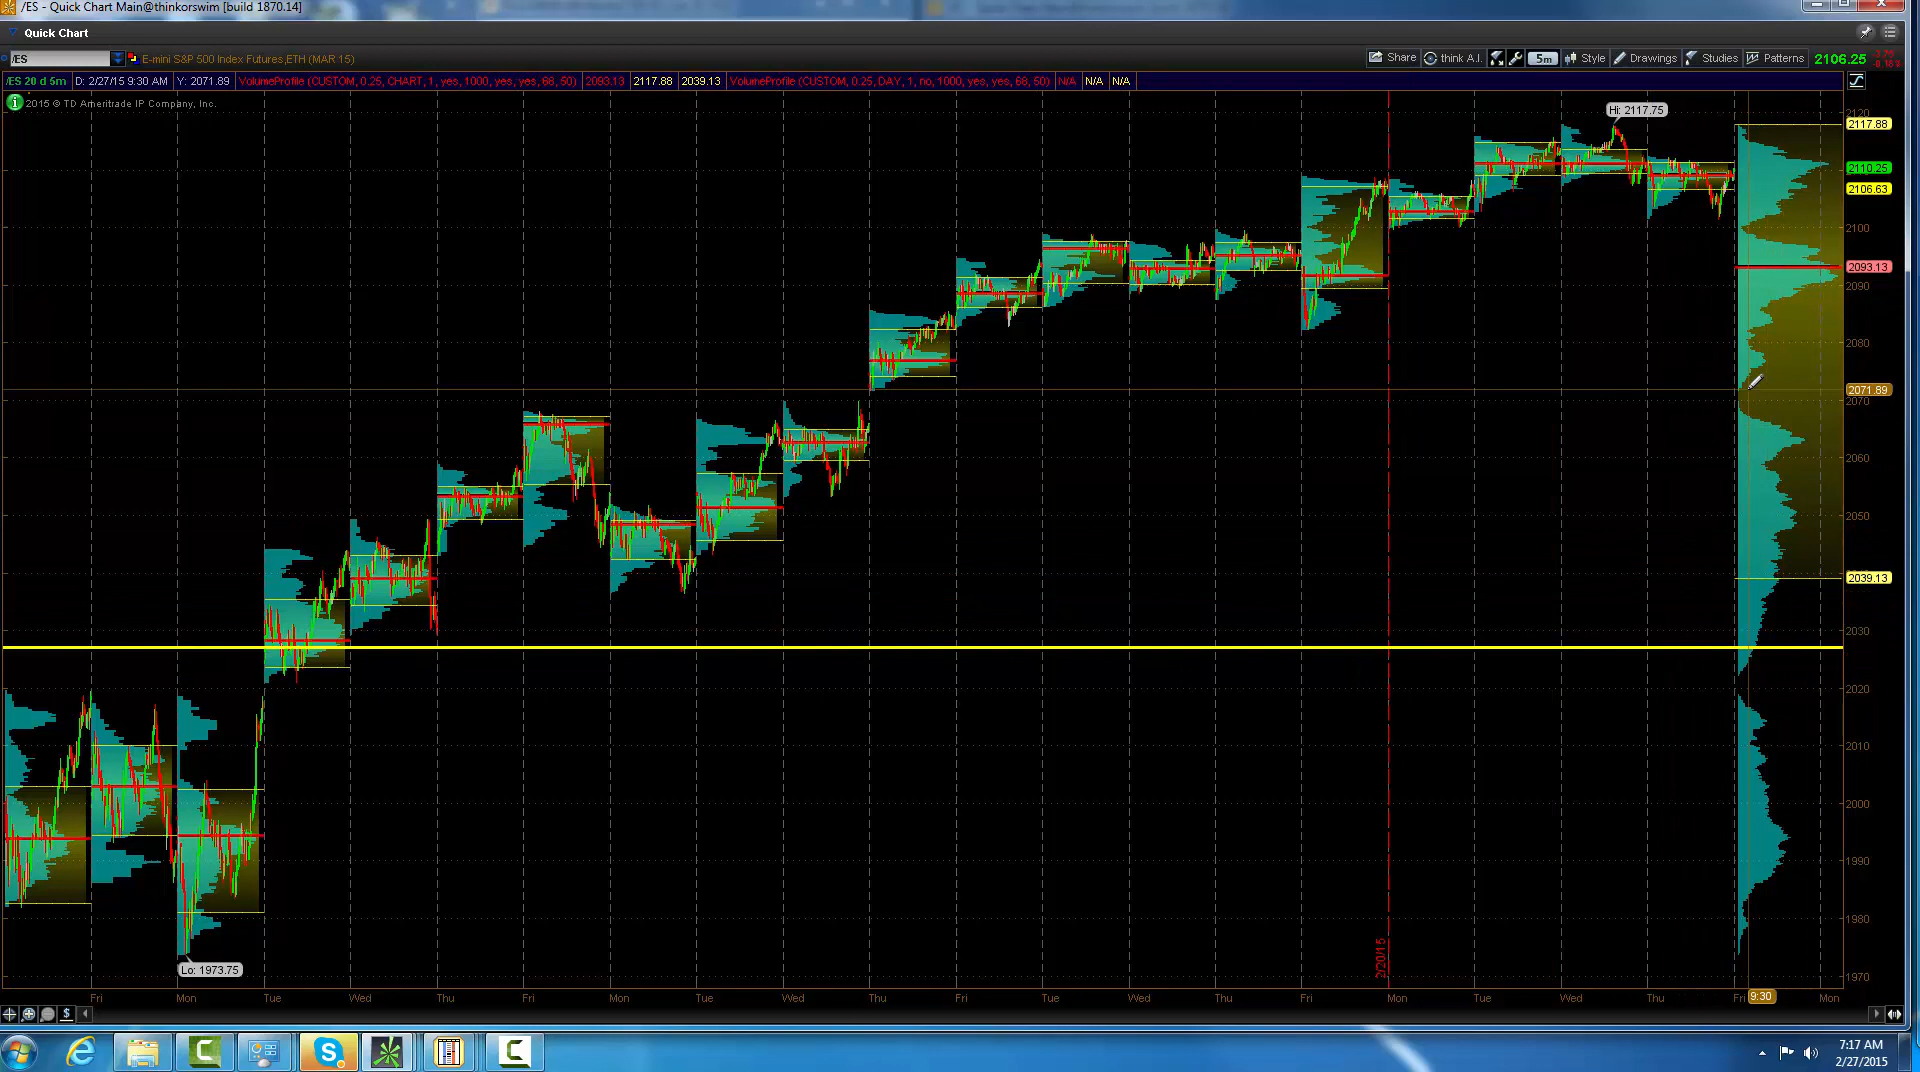 /ES - Quick Chart Main@thinkorswim [build 1870.14]
Quick Chart
/ES E-mini S&P 500 Index Futures,ETH (MAR 15) Share think A.I. 5m Style Drawings Studies Patterns 2106.25
/ES 20 d 5m D: 2/27/15 9:30 AM Y: 2071.89 VolumeProfile (CUSTOM, 0.25, CHART, 1, yes, 1000, yes, yes, 68, 50) 2093.13 2117.88 2039.13 VolumeProfile (CUSTOM, 0.25, DAY, 1, no, 1000, yes, yes, 68, 50) N/A N/A N/A
2015 © TD Ameritrade IP Company, Inc.
Hi: 2117.75
2120
2117.88
2110.25
2106.63
2100
2093.13
2090
2080
2071.89
2070
2060
2050
2040
2039.13
2030
2020
2010
2000
1990
1980
1970
Lo: 1973.75
2/20/15
Fri Mon Tue Wed Thu Fri Mon Tue Wed Thu Fri Tue Wed Thu Fri Mon Tue Wed Thu Fri 9:30 Mon
7:17 AM
2/27/2015